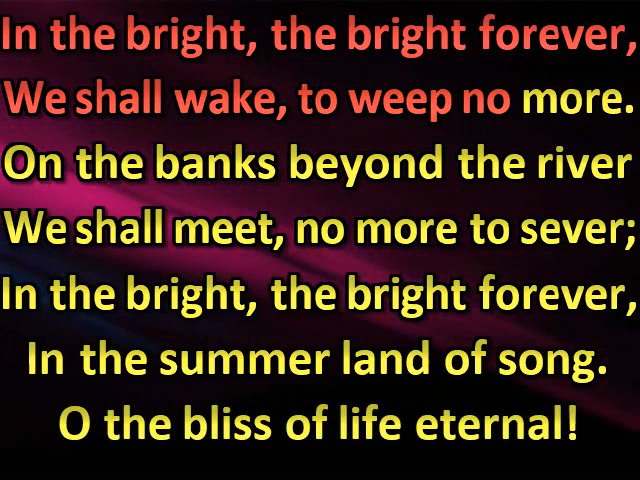 In the bright, the bright forever,
We shall wake, to weep no more.
On the banks beyond the river
We shall meet, no more to sever;
In the bright, the bright forever,
In the summer land of song.
O the bliss of life eternal!